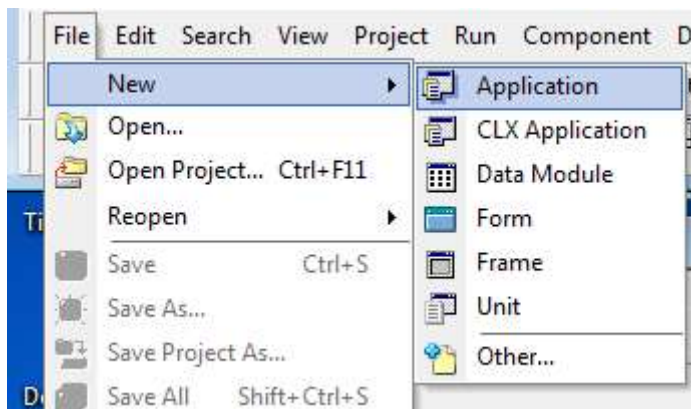 File Edit Search View Project Run Component
New
Open...
Open Project... Ctrl+F11
Reopen
Save Ctrl+S
Save As...
Save Project As...
Save All Shift+Ctrl+S
Application
CLX Application
Data Module
Form
Frame
Unit
Other...